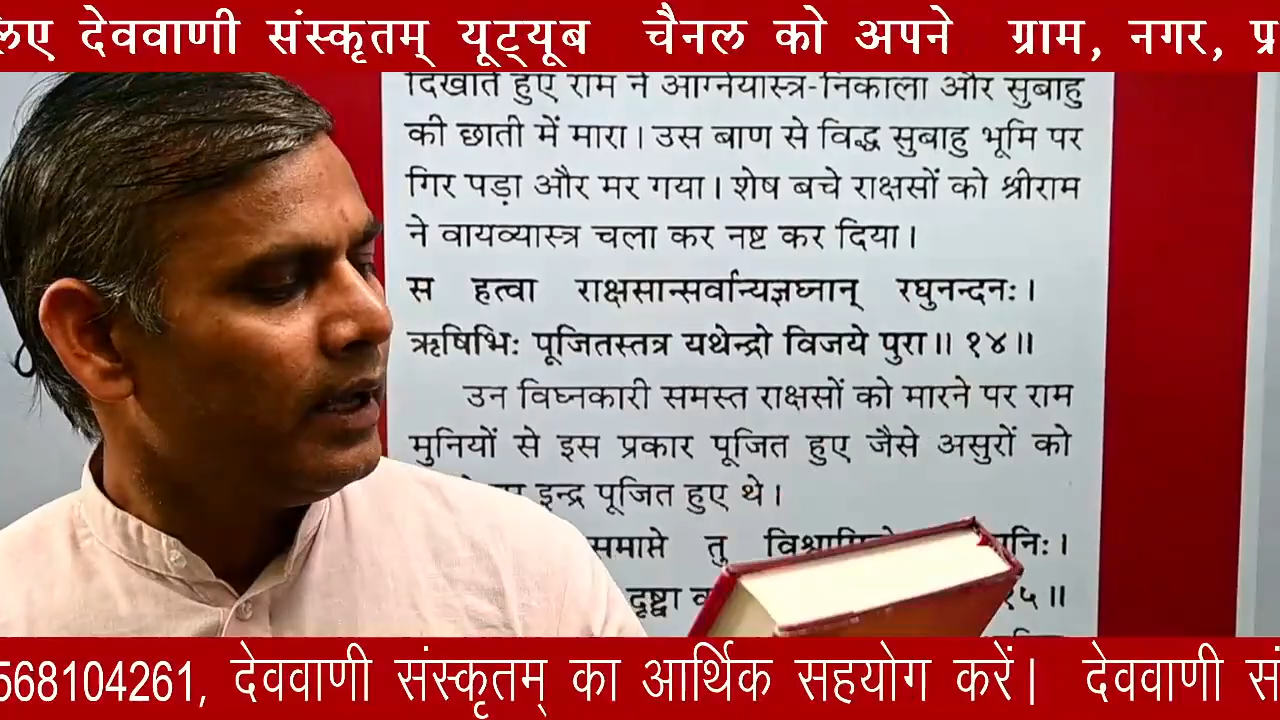 लिए देववाणी संस्कृतम् यूट्यूब चैनल को अपने ग्राम, नगर, प्र
दिखाते हुए राम ने आग्नेयास्त्र-निकाला और सुबाहु
की छाती में मारा। उस बाण से विद्ध सुबाहु भूमि पर
गिर पड़ा और मर गया। शेष बचे राक्षसों को श्रीराम
ने वायव्यास्त्र चला कर नष्ट कर दिया।
स हत्वा राक्षसान्सर्वान्यज्ञघ्नान् रघुनन्दनः।
ऋषिभिः पूजितस्तत्र यथेन्द्रो विजये पुरा॥ १४॥
उन विघ्नकारी समस्त राक्षसों को मारने पर राम
मुनियों से इस प्रकार पूजित हुए जैसे असुरों को
इन्द्र पूजित हुए थे।
समाप्ते तु
दृष्ट्वा १५॥
568104261, देववाणी संस्कृतम् का आर्थिक सहयोग करें| देववाणी सं